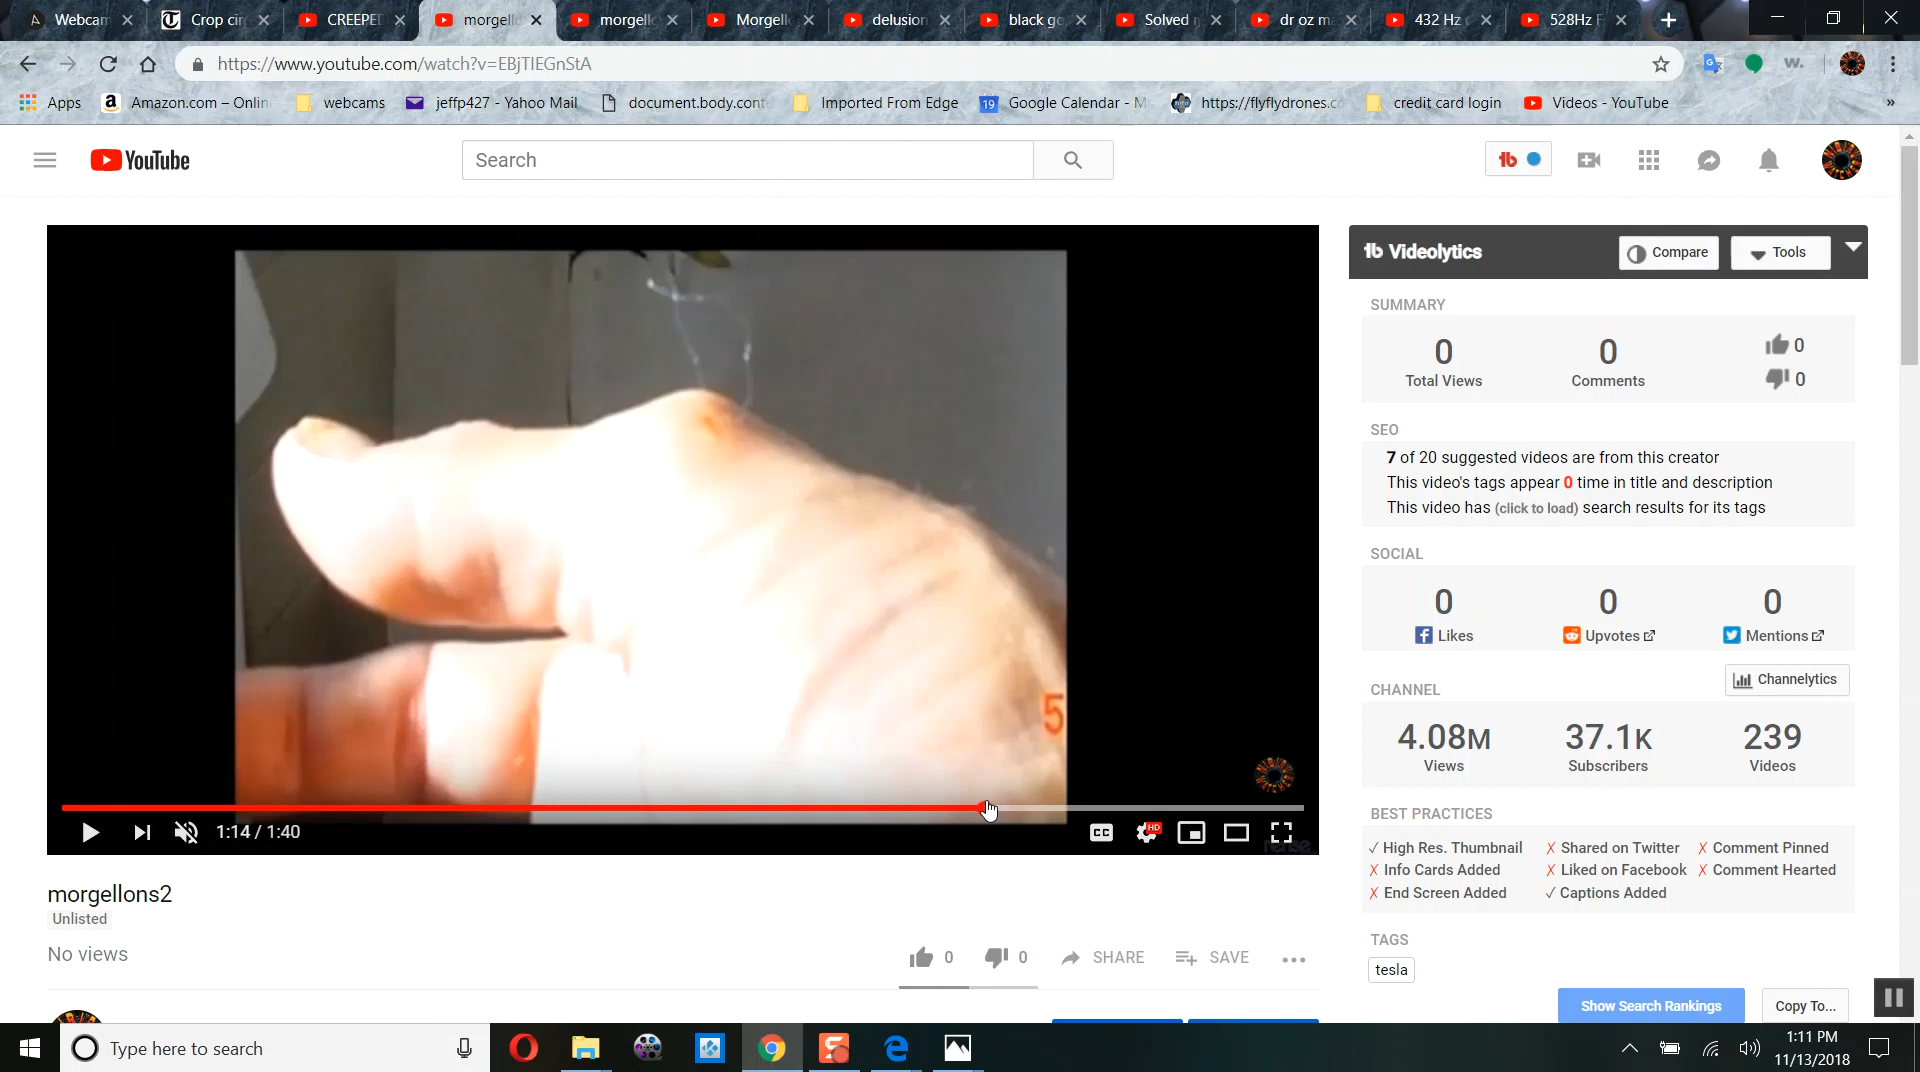 Webcam
Crop cir
CREEPE
morgell
morgell
Morgell
delusion
black go
Solved
dr oz m
432 Hz
528Hz F
https://www.youtube.com/watch?v=EBjTIEGnStA
Apps
Amazon.com – Onlin
webcams
jeffp427 - Yahoo Mail
document.body.cont
Imported From Edge
19
Google Calendar - M
https://flyflydrones.c
credit card login
Videos - YouTube
»
YouTube
Search
tb
tb Videolytics
Compare
Tools
SUMMARY
0
Total Views
0
Comments
0
0
SEO
7 of 20 suggested videos are from this creator
This video's tags appear 0 time in title and description
This video has (click to load) search results for its tags
SOCIAL
0
Likes
0
Upvotes
0
Mentions
CHANNEL
Channelytics
4.08M
Views
37.1K
Subscribers
239
Videos
BEST PRACTICES
✓ High Res. Thumbnail
✗ Shared on Twitter
✗ Comment Pinned
✗ Info Cards Added
✗ Liked on Facebook
✗ Comment Hearted
✗ End Screen Added
✓ Captions Added
TAGS
tesla
Show Search Rankings
Copy To...
5
1:14 / 1:40
CC
HD
rense
morgellons2
Unlisted
No views
0
0
SHARE
SAVE
Type here to search
1:11 PM
11/13/2018